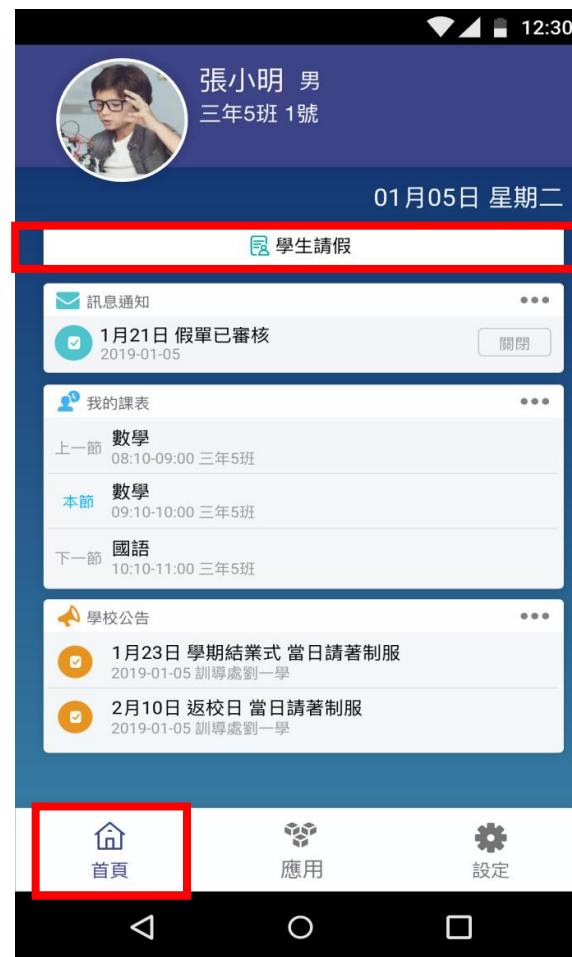 12:30
張小明 男
三年5班 1號
01月05日 星期二
學生請假
訊息通知
1月21日 假單已審核
2019-01-05
關閉
我的課表
上一節 數學
08:10-09:00 三年5班
本節 數學
09:10-10:00 三年5班
下一節 國語
10:10-11:00 三年5班
學校公告
1月23日 學期結業式 當日請著制服
2019-01-05 訓導處劉一學
2月10日 返校日 當日請著制服
2019-01-05 訓導處劉一學
首頁 應用 設定